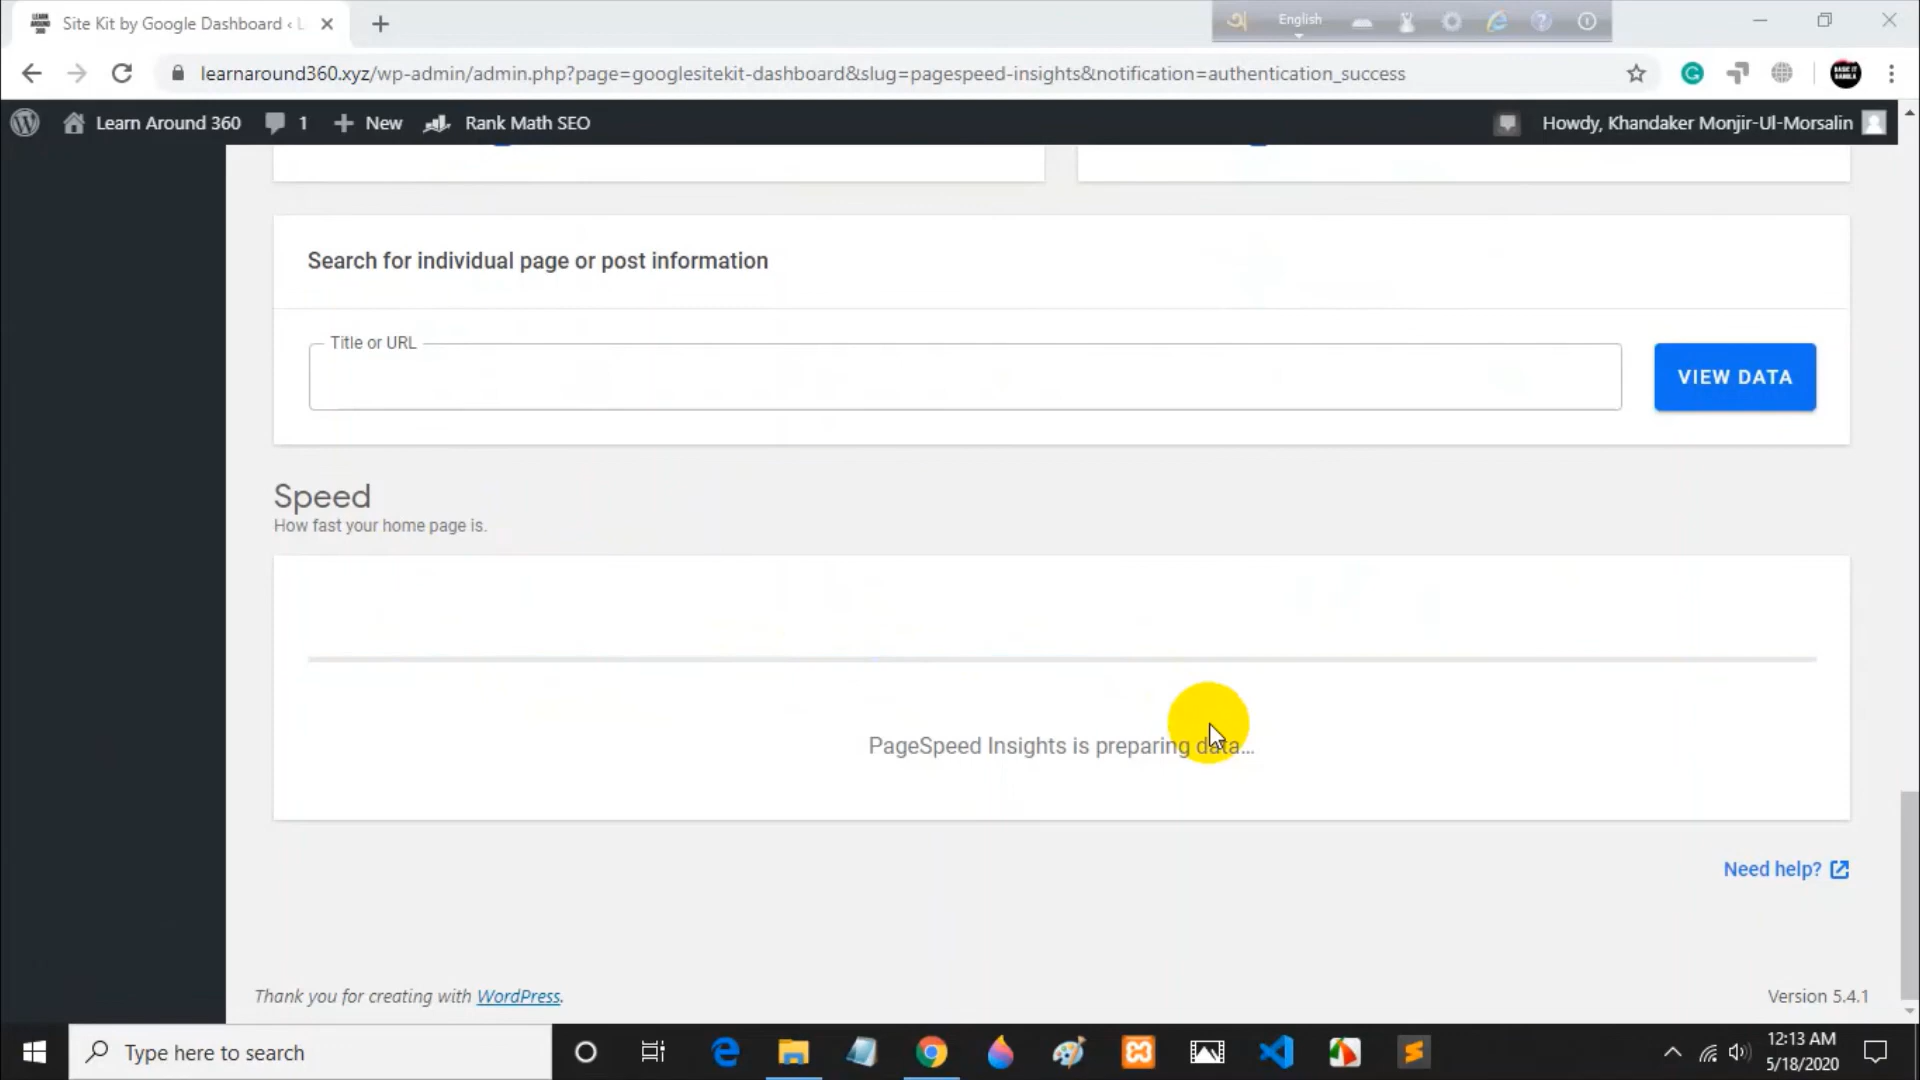 Site Kit by Google Dashboard ‹ L
English
learnaround360.xyz/wp-admin/admin.php?page=googlesitekit-dashboard&slug=pagespeed-insights&notification=authentication_success
Learn Around 360 1 New Rank Math SEO Howdy, Khandaker Monjir-Ul-Morsalin
Search for individual page or post information
Title or URL
VIEW DATA
Speed
How fast your home page is.
PageSpeed Insights is preparing data...
Need help?
Thank you for creating with WordPress. Version 5.4.1
Type here to search
12:13 AM
5/18/2020